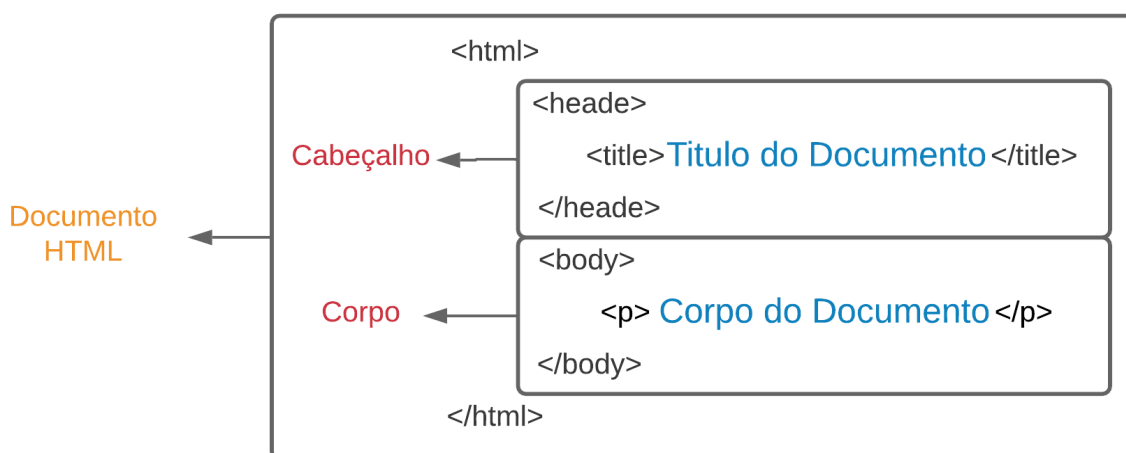 <html>
<heade>
Cabeçalho
<title>Titulo do Documento</title>
</heade>
Documento
HTML
<body>
Corpo
<p> Corpo do Documento </p>
</body>
</html>